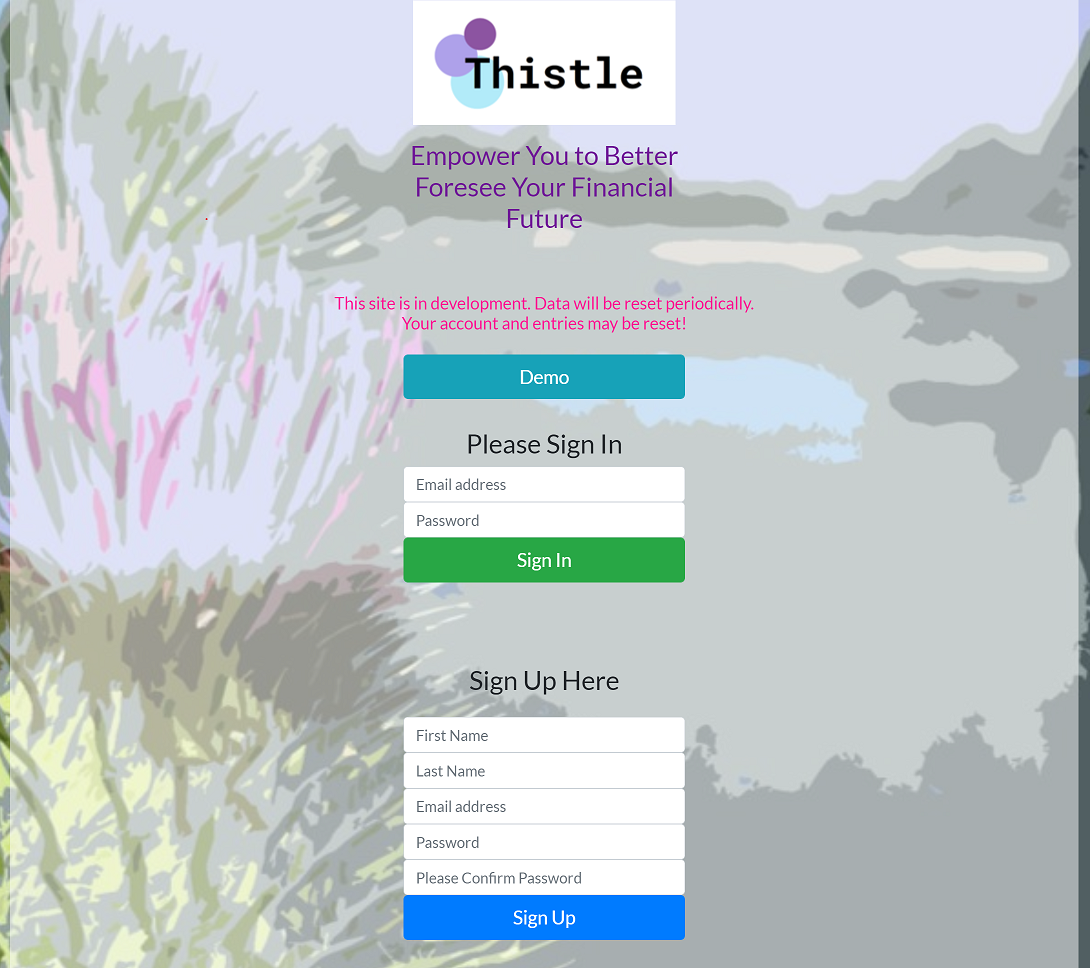 Thistle
Empower You to Better
Foresee Your Financial
Future
This site is in development. Data will be reset periodically.
Your account and entries may be reset!
Demo
Please Sign In
Email address
Password
Sign In
Sign Up Here
First Name
Last Name
Email address
Password
Please Confirm Password
Sign Up